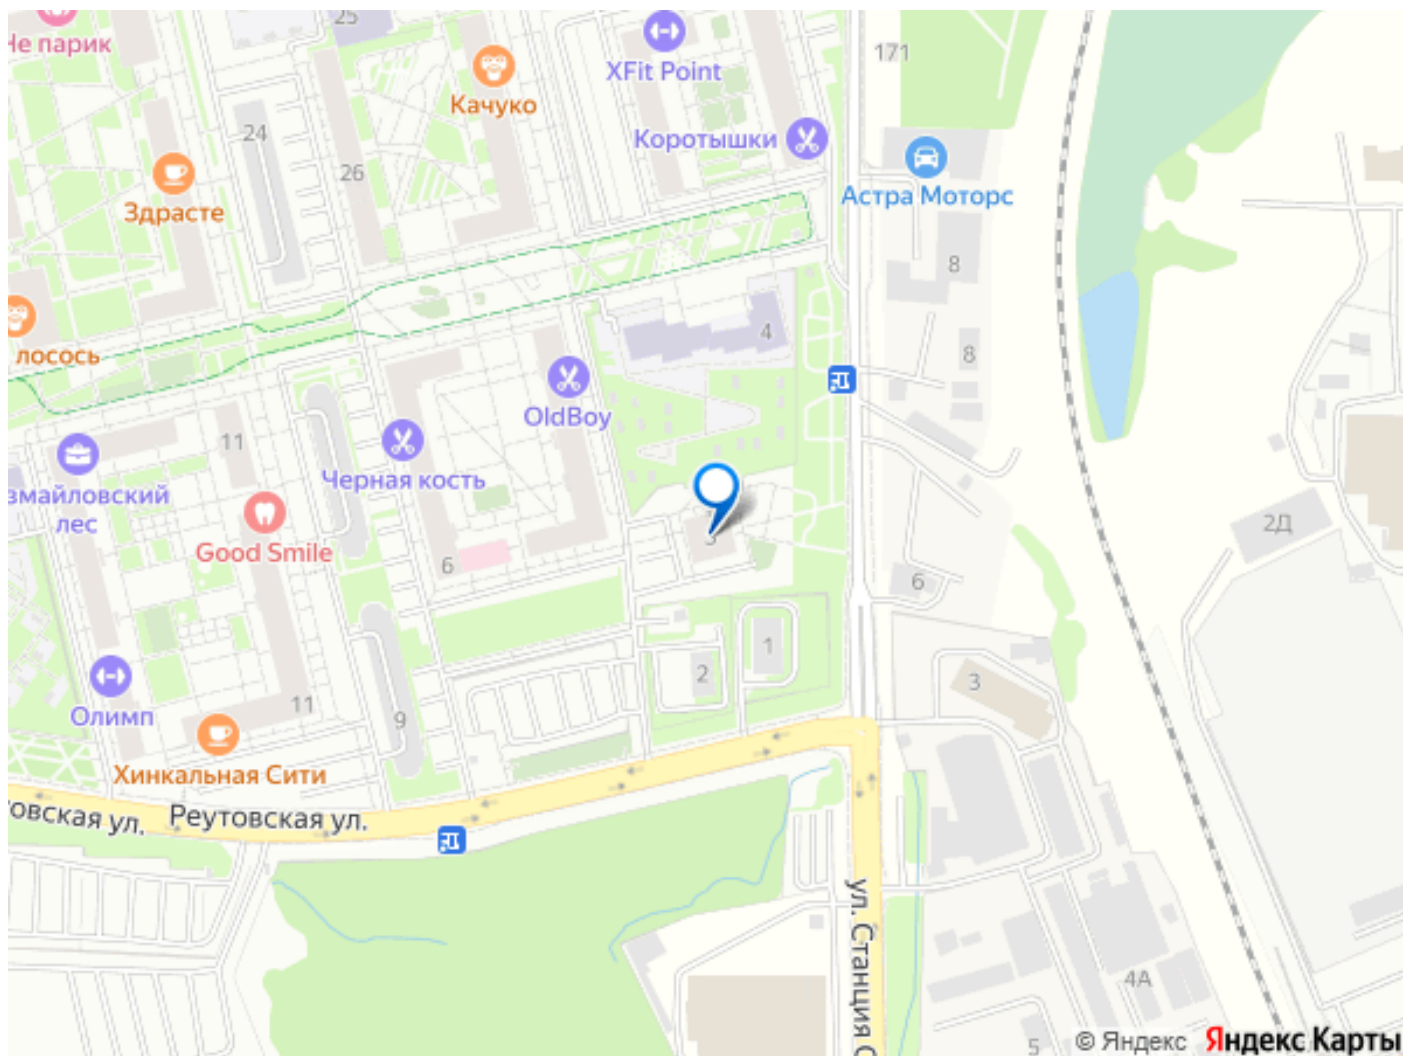 Не парик
25
XFit Point
171
Качуко
24
Коротышки
26
Астра Моторс
Здрасте
8
4
8
лосось
OldBoy
11
Черная кость
змайловский
лес
Good Smile
3
2Д
6
6
1
2
3
Олимп
11
9
Хинкальная Сити
товская ул.
Реутовская ул.
ул. Станция
4А
5
© Яндекс Яндекс Карты